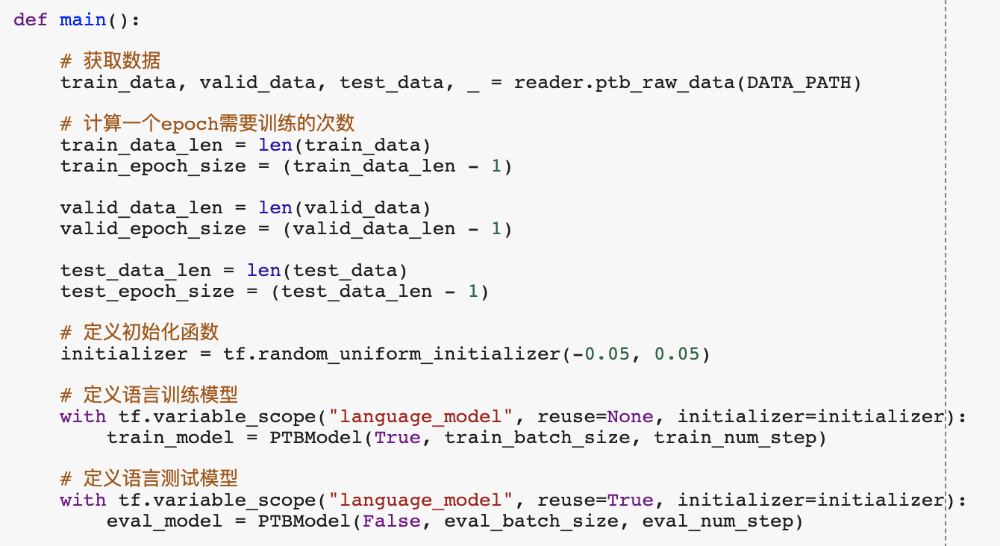 def main():
# 获取数据
train_data, valid_data, test_data, _ = reader.ptb_raw_data(DATA_PATH)
# 计算一个epoch需要训练的次数
train_data_len = len(train_data)
train_epoch_size = (train_data_len - 1)
valid_data_len = len(valid_data)
valid_epoch_size = (valid_data_len - 1)
test_data_len = len(test_data)
test_epoch_size = (test_data_len - 1)
# 定义初始化函数
initializer = tf.random_uniform_initializer(-0.05, 0.05)
# 定义语言训练模型
with tf.variable_scope("language_model", reuse=None, initializer=initializer):
train_model = PTBModel(True, train_batch_size, train_num_step)
# 定义语言测试模型
with tf.variable_scope("language_model", reuse=True, initializer=initializer):
eval_model = PTBModel(False, eval_batch_size, eval_num_step)